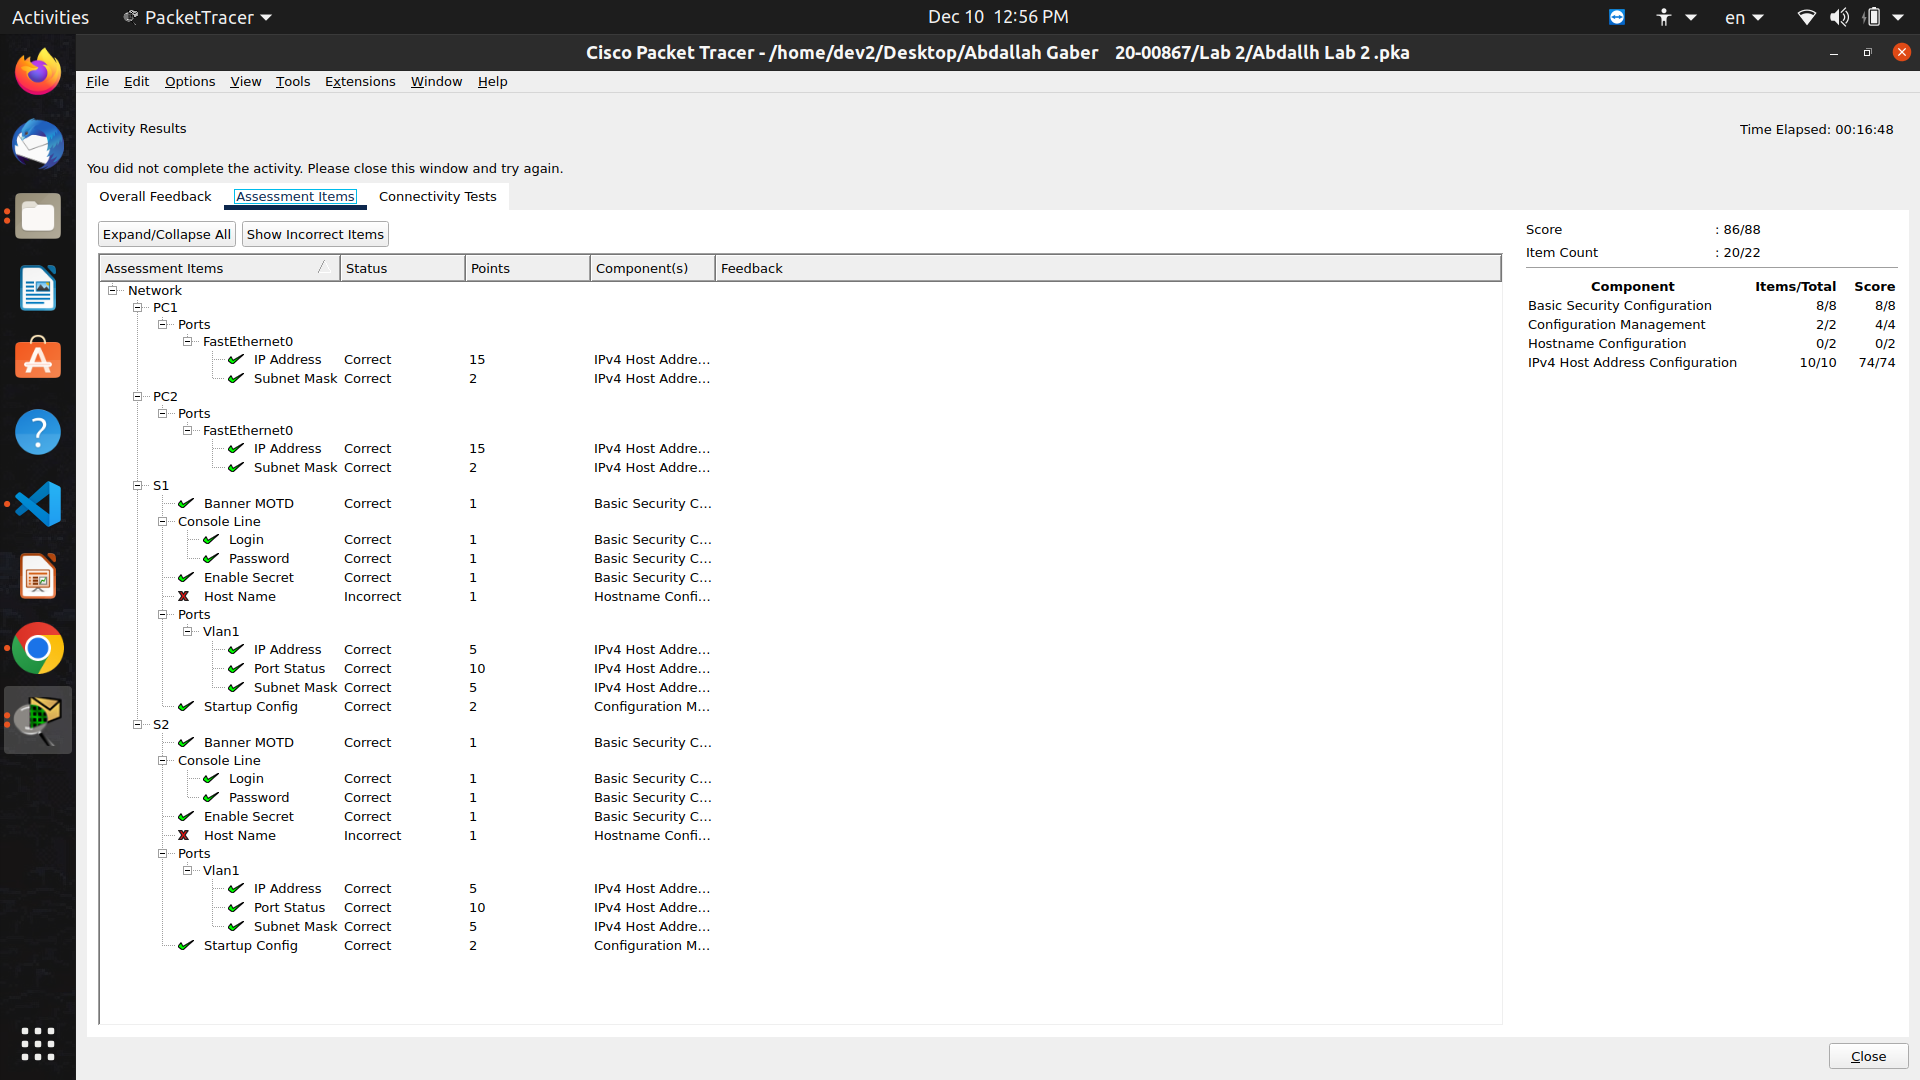 Activities PacketTracer Dec 10 12:56 PM en
Cisco Packet Tracer - /home/dev2/Desktop/Abdallah Gaber 20-00867/Lab 2/Abdallh Lab 2 .pka
File Edit Options View Tools Extensions Window Help
Activity Results Time Elapsed: 00:16:48
You did not complete the activity. Please close this window and try again.
Overall Feedback Assessment Items Connectivity Tests
Expand/Collapse All Show Incorrect Items
Assessment Items Status Points Component(s) Feedback
Network
PC1
Ports
FastEthernet0
IP Address Correct 15 IPv4 Host Addre...
Subnet Mask Correct 2 IPv4 Host Addre...
PC2
Ports
FastEthernet0
IP Address Correct 15 IPv4 Host Addre...
Subnet Mask Correct 2 IPv4 Host Addre...
S1
Banner MOTD Correct 1 Basic Security C...
Console Line
Login Correct 1 Basic Security C...
Password Correct 1 Basic Security C...
Enable Secret Correct 1 Basic Security C...
Host Name Incorrect 1 Hostname Confi...
Ports
Vlan1
IP Address Correct 5 IPv4 Host Addre...
Port Status Correct 10 IPv4 Host Addre...
Subnet Mask Correct 5 IPv4 Host Addre...
Startup Config Correct 2 Configuration M...
S2
Banner MOTD Correct 1 Basic Security C...
Console Line
Login Correct 1 Basic Security C...
Password Correct 1 Basic Security C...
Enable Secret Correct 1 Basic Security C...
Host Name Incorrect 1 Hostname Confi...
Ports
Vlan1
IP Address Correct 5 IPv4 Host Addre...
Port Status Correct 10 IPv4 Host Addre...
Subnet Mask Correct 5 IPv4 Host Addre...
Startup Config Correct 2 Configuration M...
Score : 86/88
Item Count : 20/22
Component Items/Total Score
Basic Security Configuration 8/8 8/8
Configuration Management 2/2 4/4
Hostname Configuration 0/2 0/2
IPv4 Host Address Configuration 10/10 74/74
Close